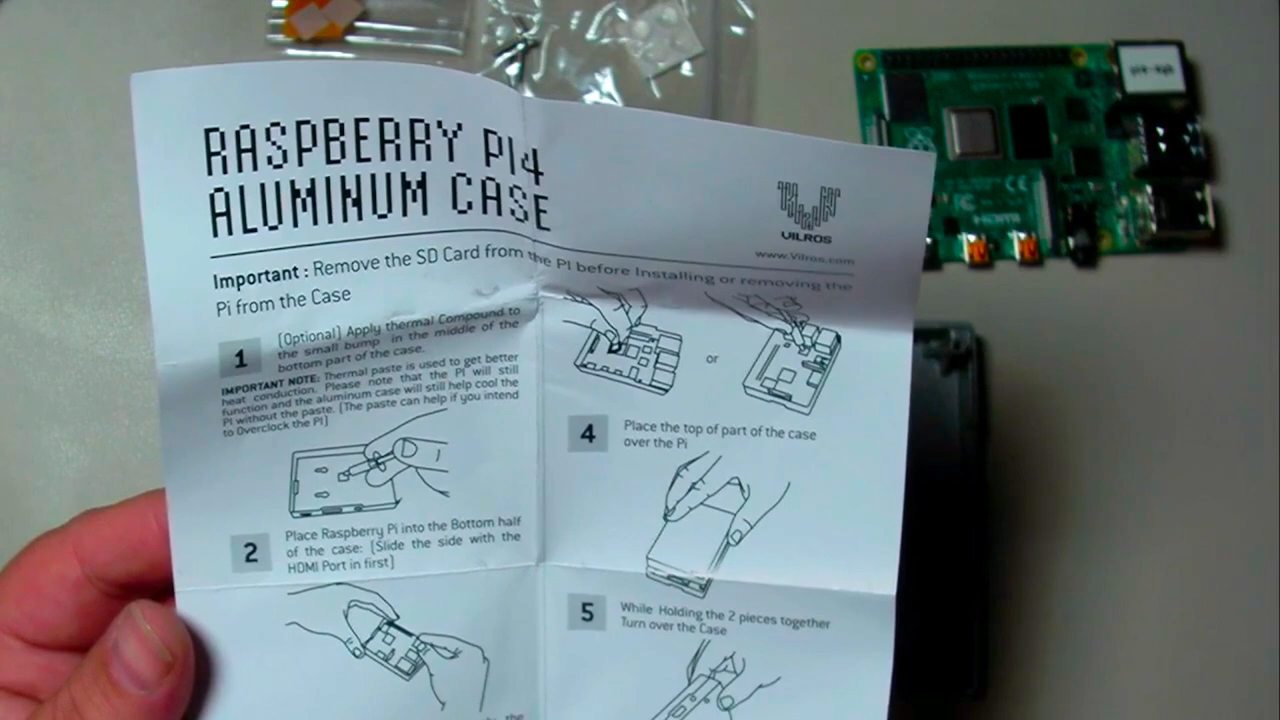 RASPBERRY PI4
ALUMINUM CASE
VILROS
www.Vilros.com
Important : Remove the SD Card from the PI before Installing or removing the
Pi from the Case
1
[Optional] Apply thermal Compound to
the small bump in the middle of the
bottom part of the case.
IMPORTANT NOTE: Thermal paste is used to get better
heat conduction. Please note that the PI will still
function and the aluminum case will still help cool the
PI without the paste. [The paste can help if you intend
to Overclock the PI]
2
Place Raspberry Pi into the Bottom half
of the case: [Slide the side with the
HDMI Port in first]
the
or
4
Place the top of part of the case
over the Pi
5
While Holding the 2 pieces together
Turn over the Case
CE
FC
HDMI